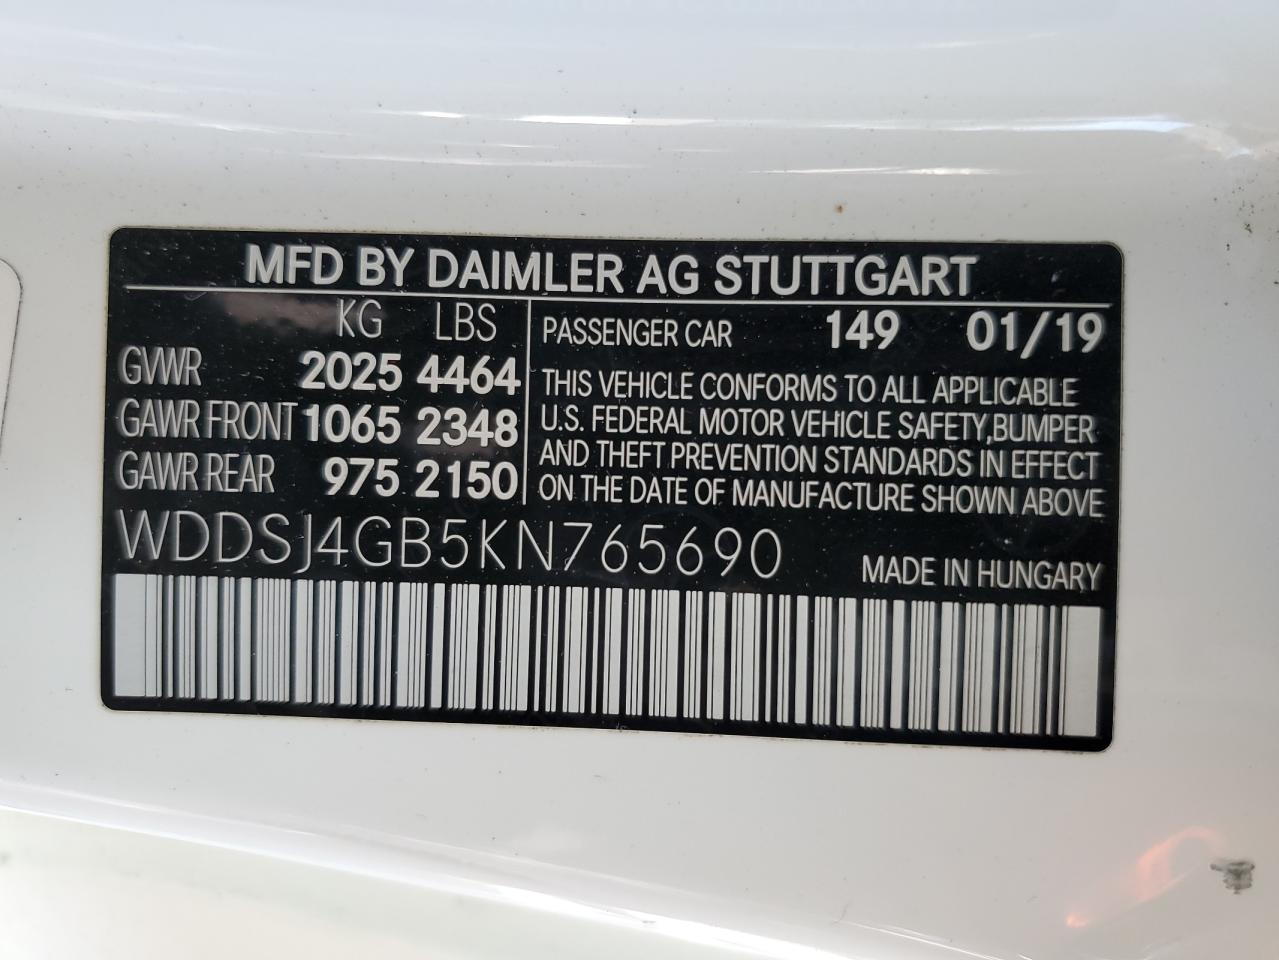 MFD BY DAIMLER AG STUTTGART
KG LBS
GVWR 2025 4464
GAWR FRONT 1065 2348
GAWR REAR 975 2150
PASSENGER CAR 149 01/19
THIS VEHICLE CONFORMS TO ALL APPLICABLE
U.S. FEDERAL MOTOR VEHICLE SAFETY,BUMPER
AND THEFT PREVENTION STANDARDS IN EFFECT
ON THE DATE OF MANUFACTURE SHOWN ABOVE
WDDSJ4GB5KN765690
MADE IN HUNGARY